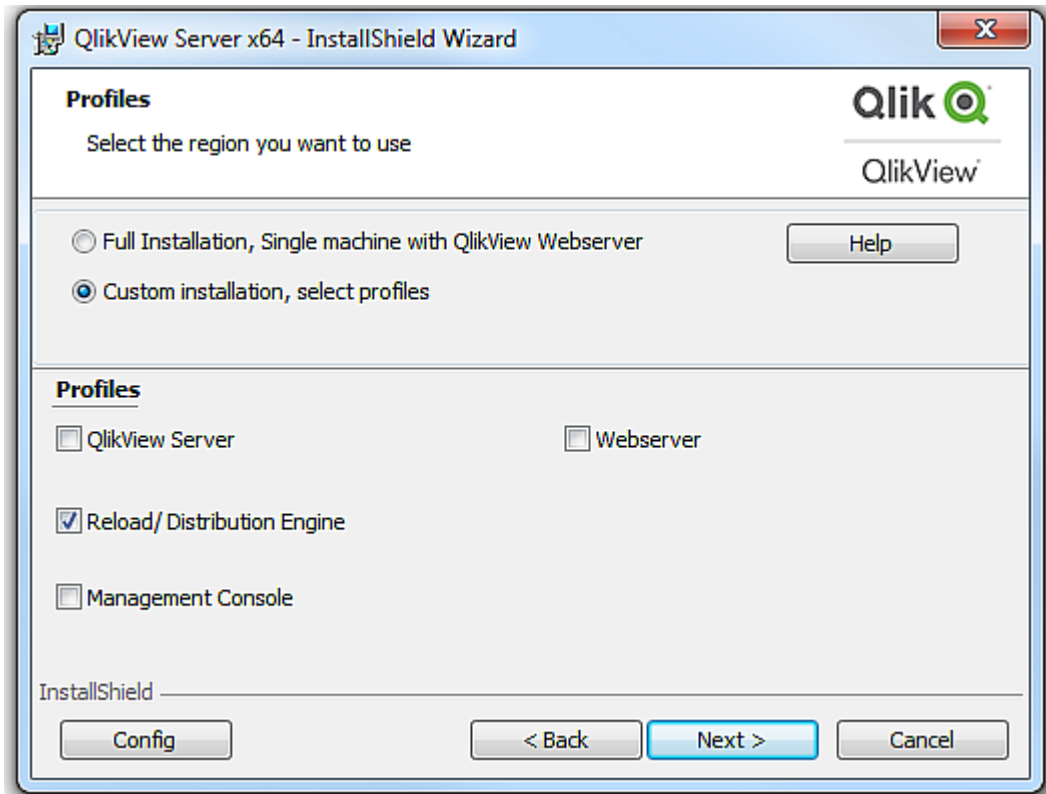 QlikView Server x64 - InstallShield Wizard
Profiles
Select the region you want to use
Qlik
QlikView
Full Installation, Single machine with QlikView Webserver
Help
Custom installation, select profiles
Profiles
QlikView Server
Webserver
Reload/ Distribution Engine
Management Console
InstallShield
Config
< Back
Next >
Cancel